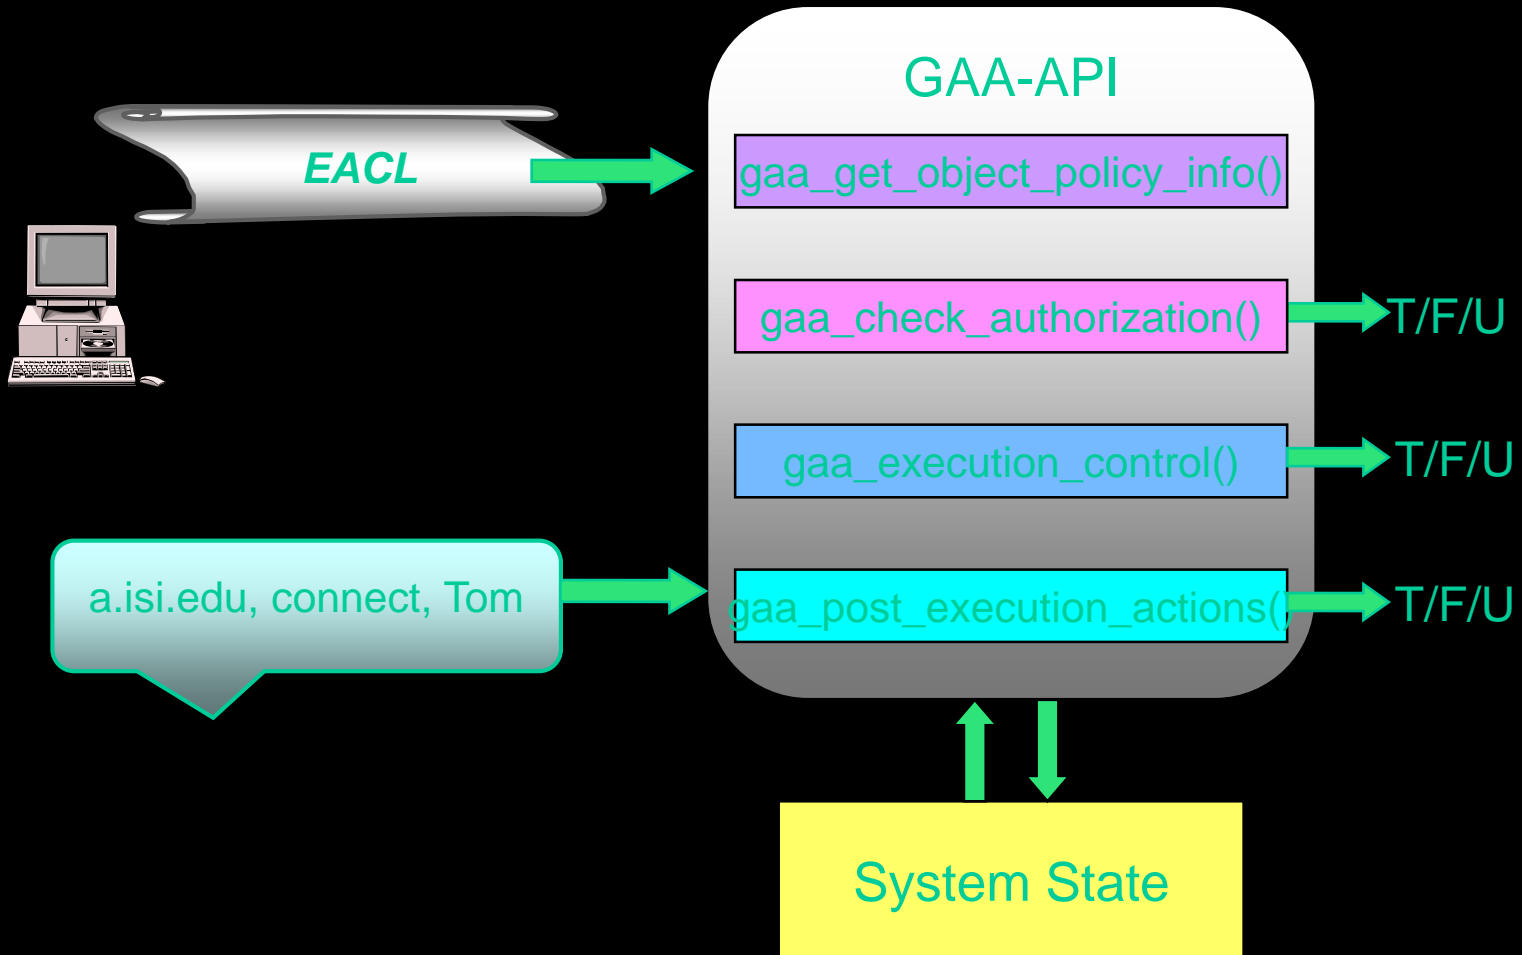 GAA-API
EACL
gaa_get_object_policy_info()
gaa_check_authorization()
T/F/U
gaa_execution_control()
T/F/U
a.isi.edu, connect, Tom
gaa_post_execution_actions()
T/F/U
System State